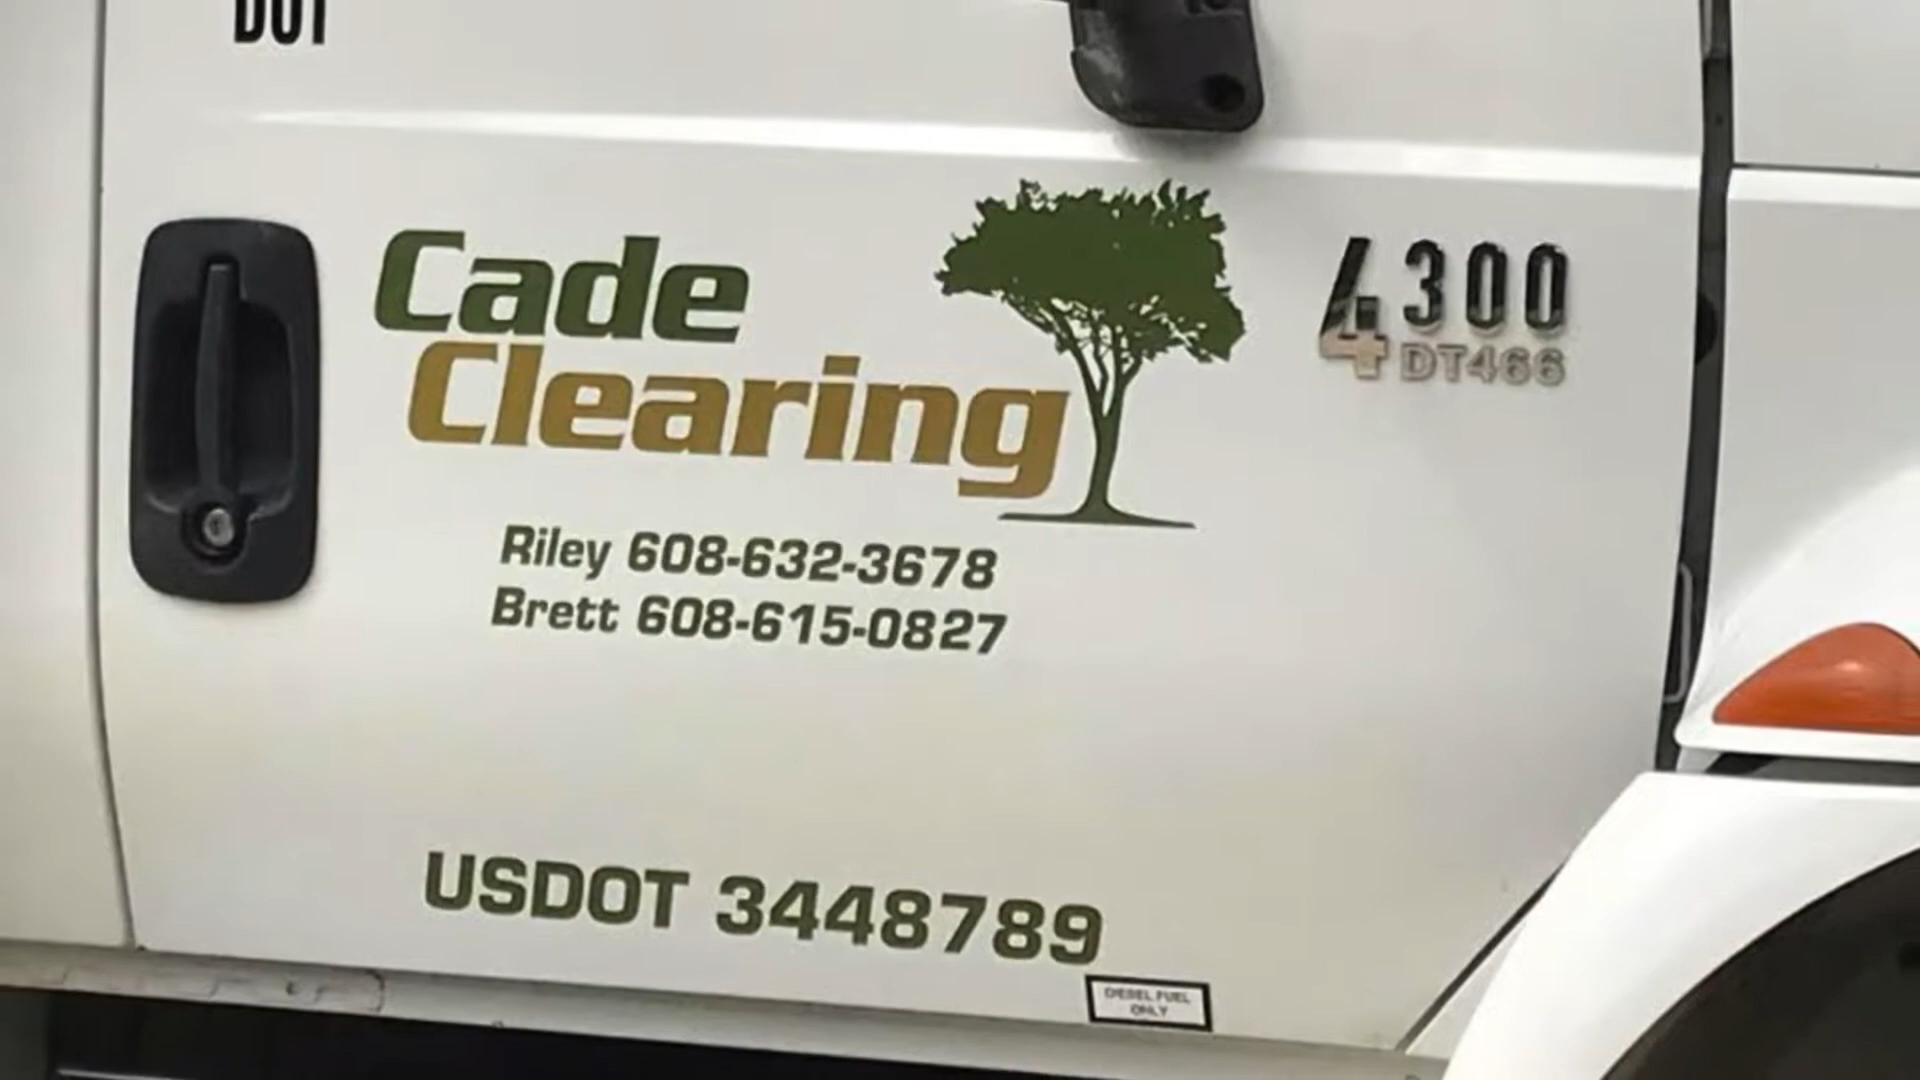 DOT
Cade
Clearing
4300
DT466
Riley 608-632-3678
Brett 608-615-0827
USDOT 3448789
DIESEL FUEL
ONLY